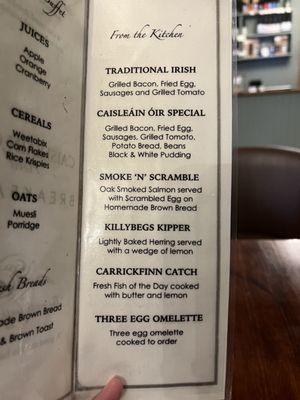 Buffet
JUICES
Apple
Orange
Cranberry
CEREALS
Weetabix
Corn Flakes
Rice Krispies
OATS
Muesli
Porridge
Breads
Brown Bread
& Brown Toast
From the Kitchen
TRADITIONAL IRISH
Grilled Bacon, Fried Egg,
Sausages and Grilled Tomato
CAISLEÁIN ÓIR SPECIAL
Grilled Bacon, Fried Egg,
Sausages, Grilled Tomato,
Potato Bread, Beans
Black & White Pudding
SMOKE 'N' SCRAMBLE
Oak Smoked Salmon served
with Scrambled Egg on
Homemade Brown Bread
KILLYBEGS KIPPER
Lightly Baked Herring served
with a wedge of lemon
CARRICKFINN CATCH
Fresh Fish of the Day cooked
with butter and lemon
THREE EGG OMELETTE
Three egg omelette
cooked to order